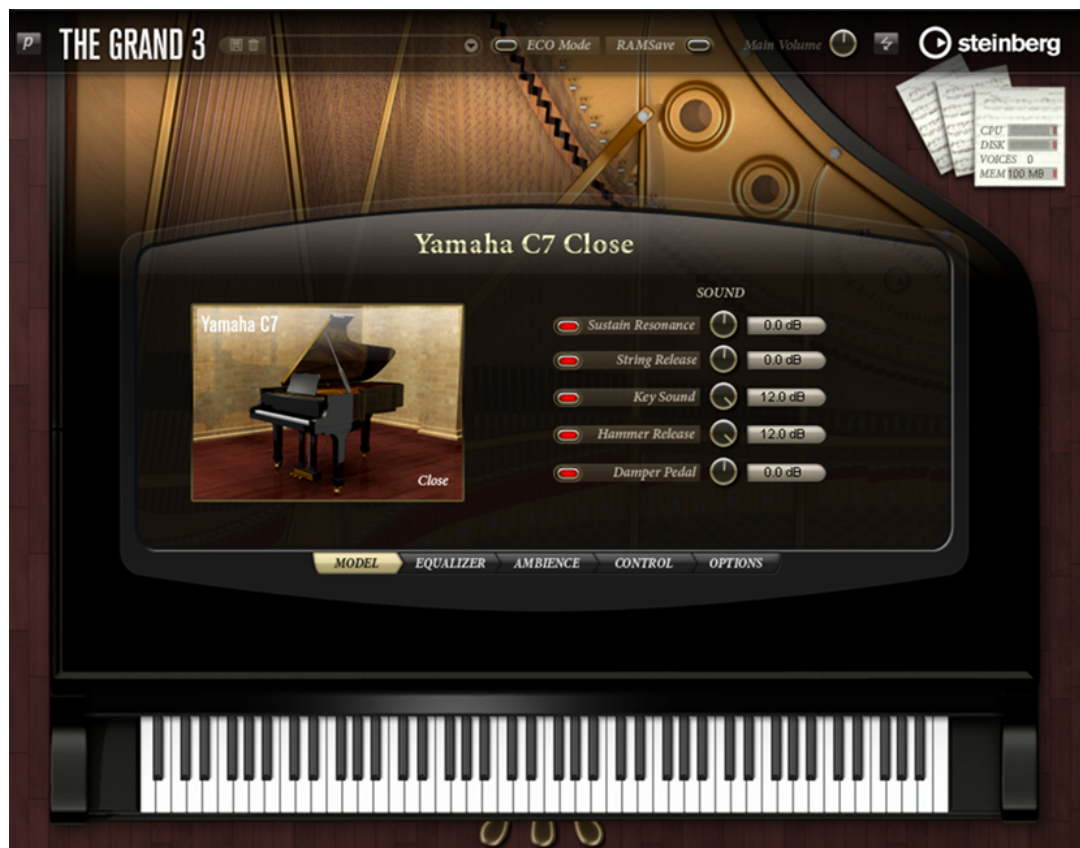 p THE GRAND 3 ECO Mode RAMSave Main Volume steinberg
CPU
DISK
VOICES 0
MEM 100 MB
Yamaha C7 Close
SOUND
Yamaha C7
Close
Sustain Resonance 0.0 dB
String Release 0.0 dB
Key Sound 12.0 dB
Hammer Release 12.0 dB
Damper Pedal 0.0 dB
MODEL EQUALIZER AMBIENCE CONTROL OPTIONS